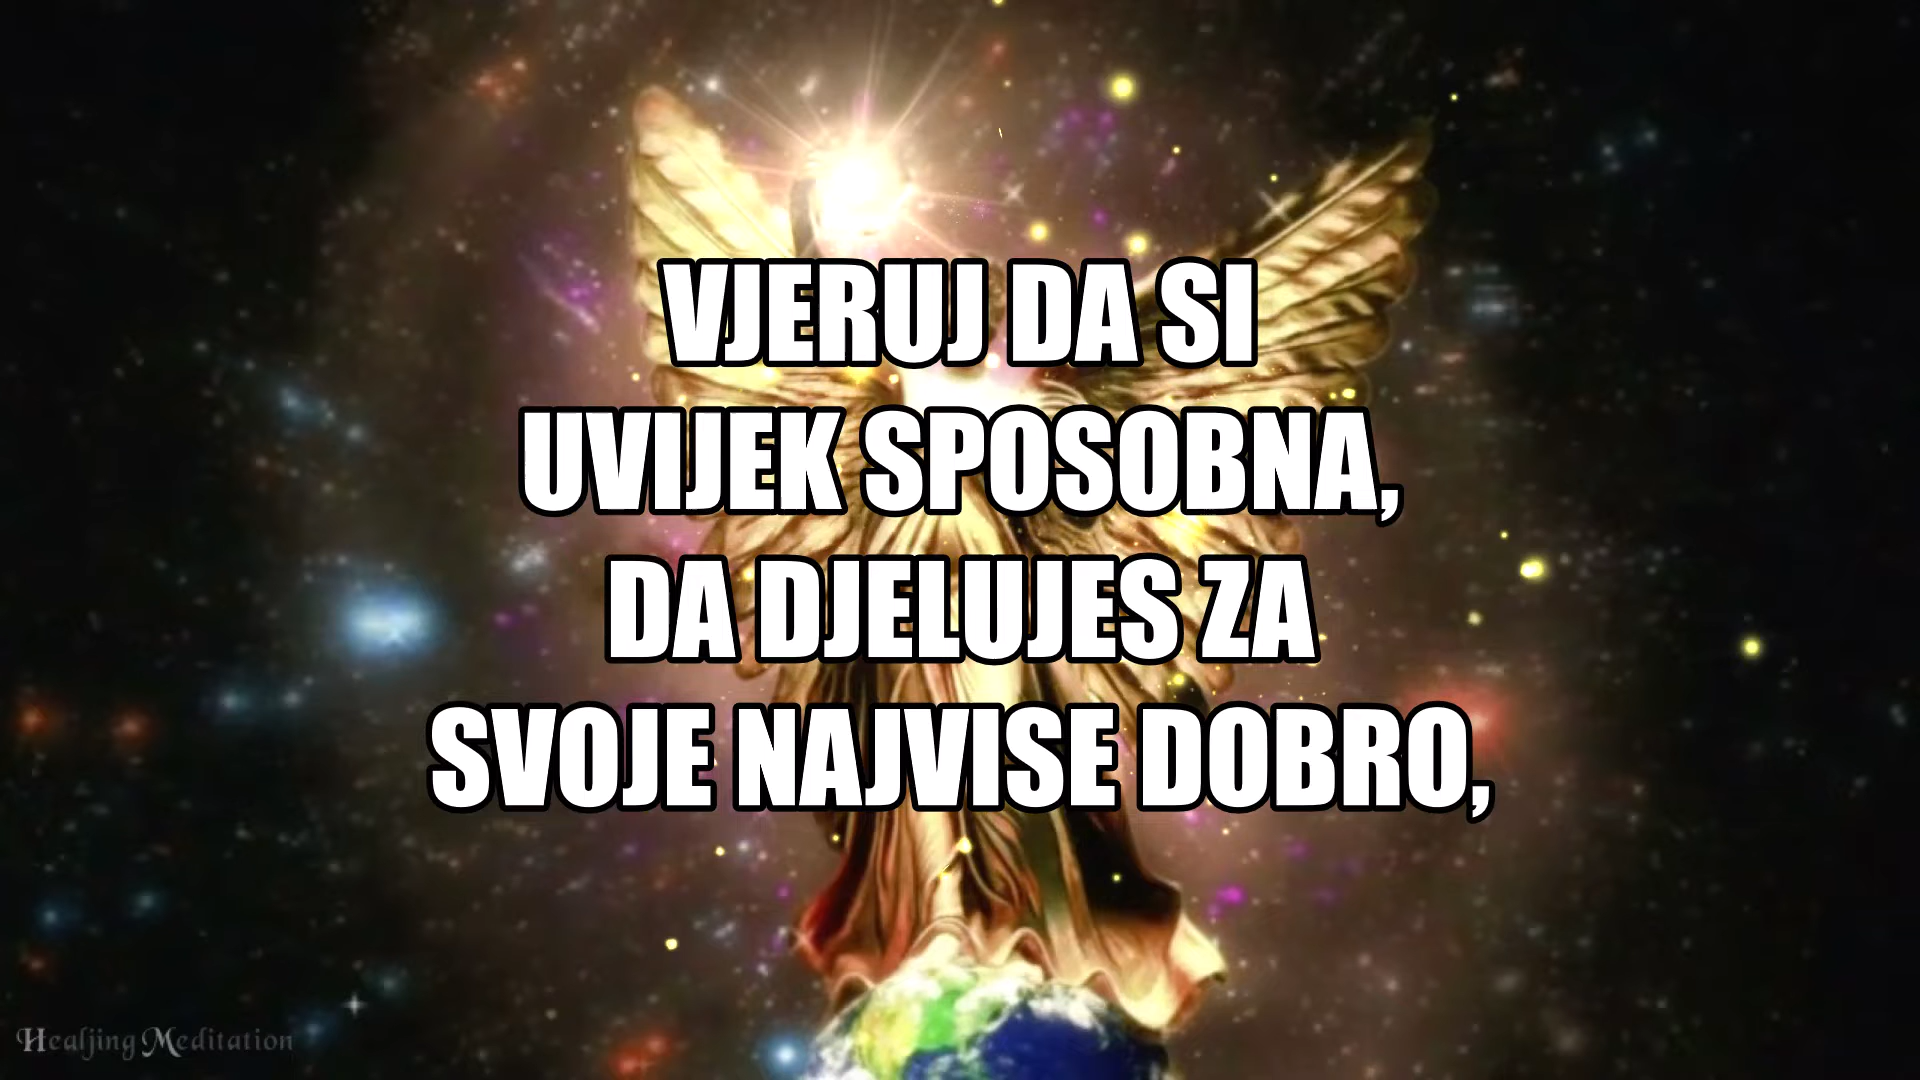 VJERUJ DA SI
UVIJEK SPOSOBNA,
DA DJELUJES ZA
SVOJE NAJVISE DOBRO,
Healjing Meditation